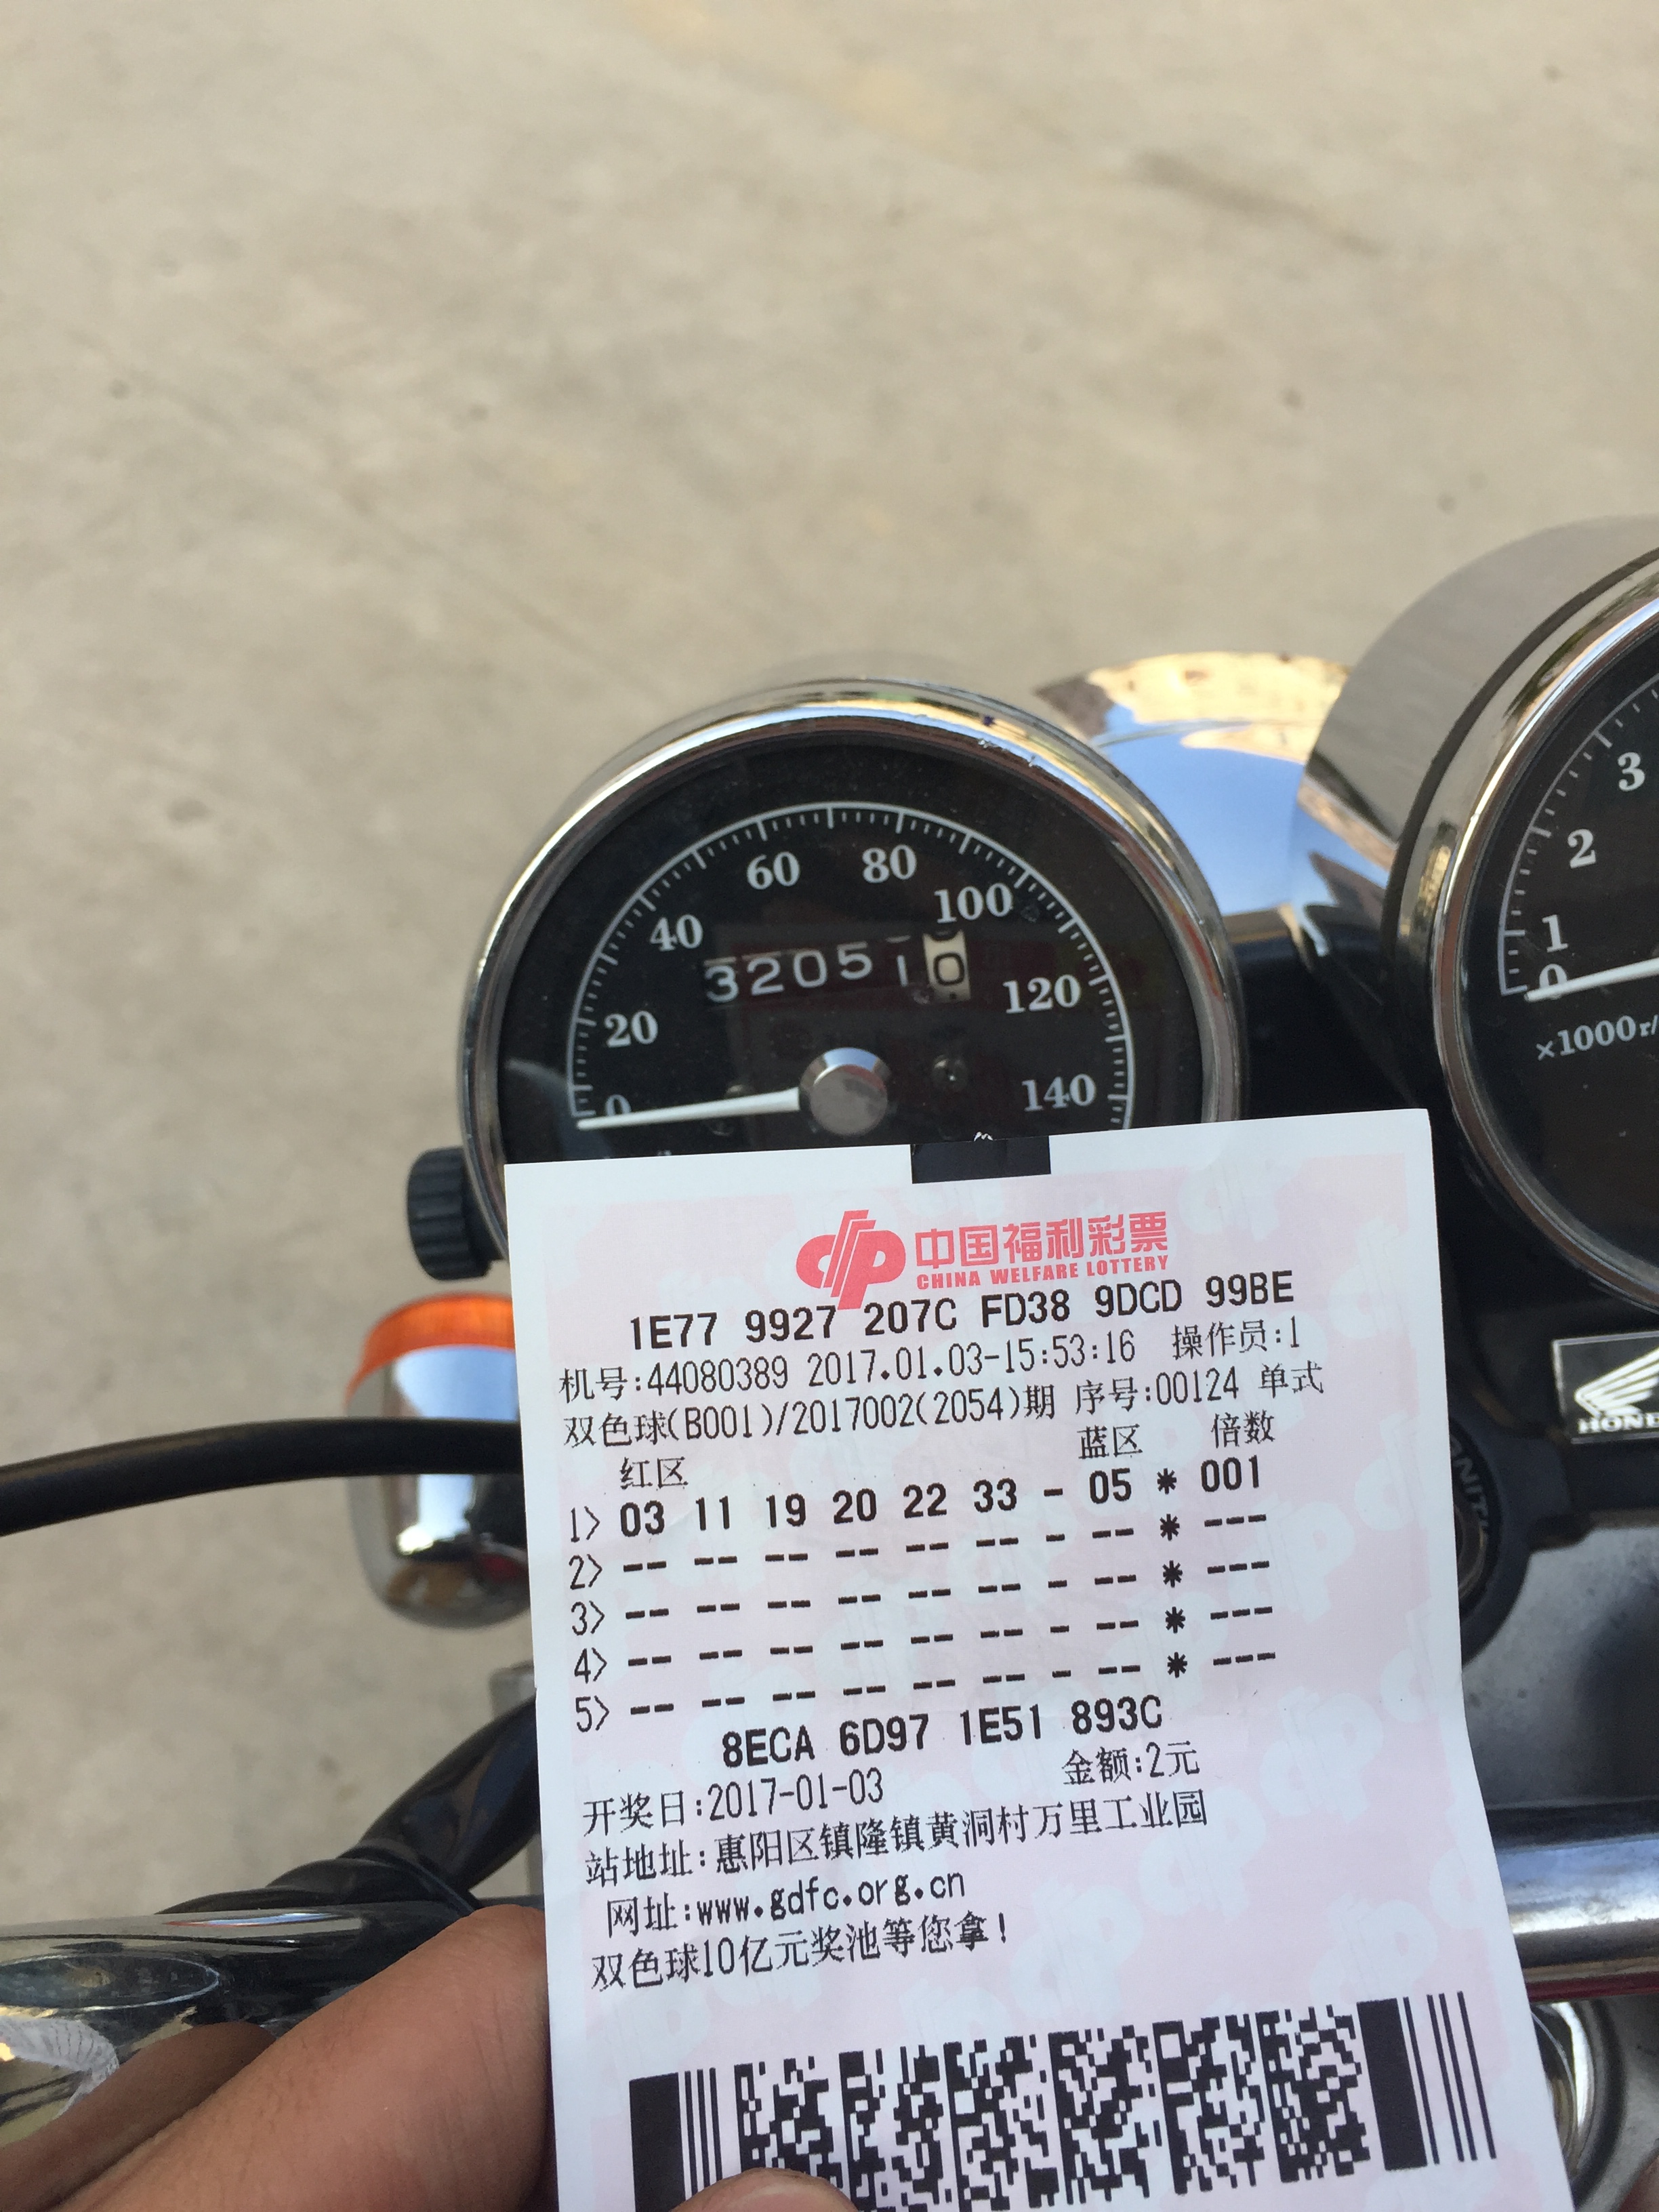 60 80
40 100
32051 0
20 120
0 140
3
2
1
0
×1000r/
中国福利彩票
CHINA WELFARE LOTTERY
1E77 9927 207C FD38 9DCD 99BE
机号:44080389 2017.01.03-15:53:16 操作员:1
双色球(B001)/2017002(2054)期 序号:00124 单式
红区 蓝区 倍数
1> 03 11 19 20 22 33 - 05 * 001
2> -- -- -- -- -- -- - -- * ---
3> -- -- -- -- -- -- - -- * ---
4> -- -- -- -- -- -- - -- * ---
5> -- -- -- -- -- -- - -- * ---
8ECA 6D97 1E51 893C
开奖日:2017-01-03 金额:2元
站地址:惠阳区镇隆镇黄洞村万里工业园
网址:www.gdfc.org.cn
双色球10亿元奖池等您拿!